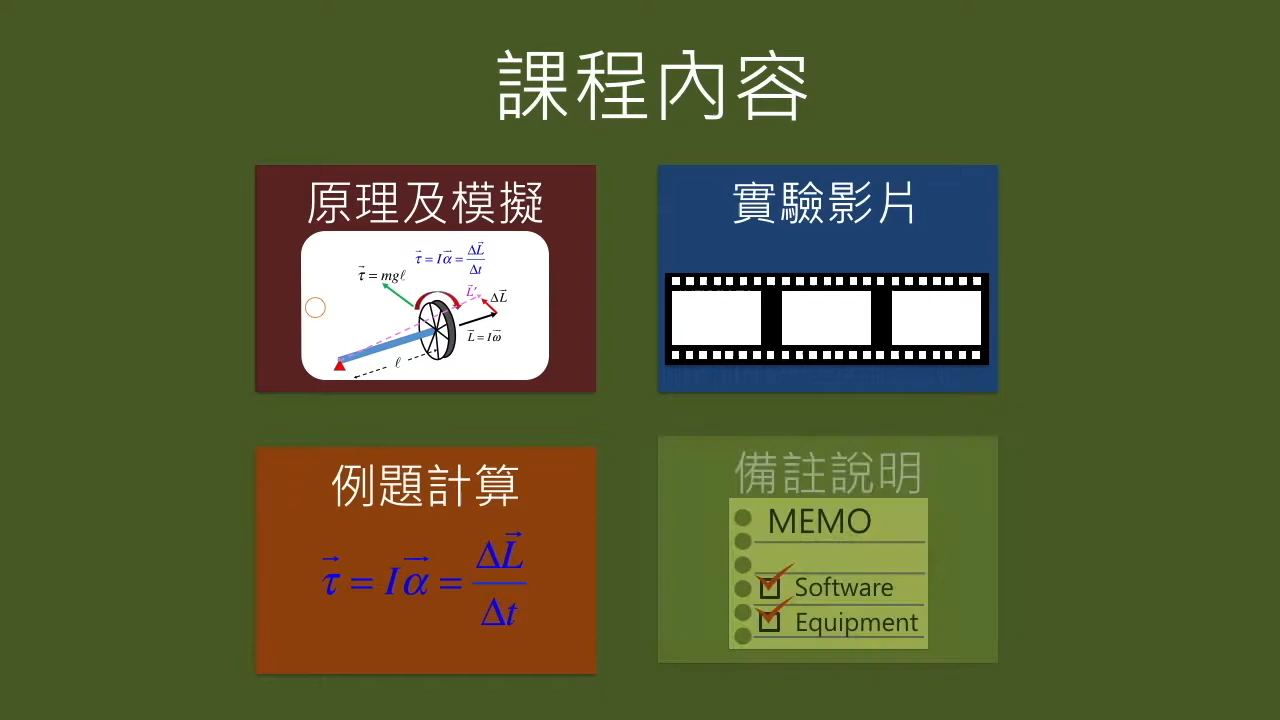 課程內容
原理及模擬
τ⃗ = Iα⃗ = ΔL⃗/Δt
τ⃗ = mgℓ
L⃗′
ΔL⃗
L⃗ = Iω⃗
ℓ
實驗影片
例題計算
τ⃗ = Iα⃗ = ΔL⃗/Δt
備註說明
MEMO
Software
Equipment